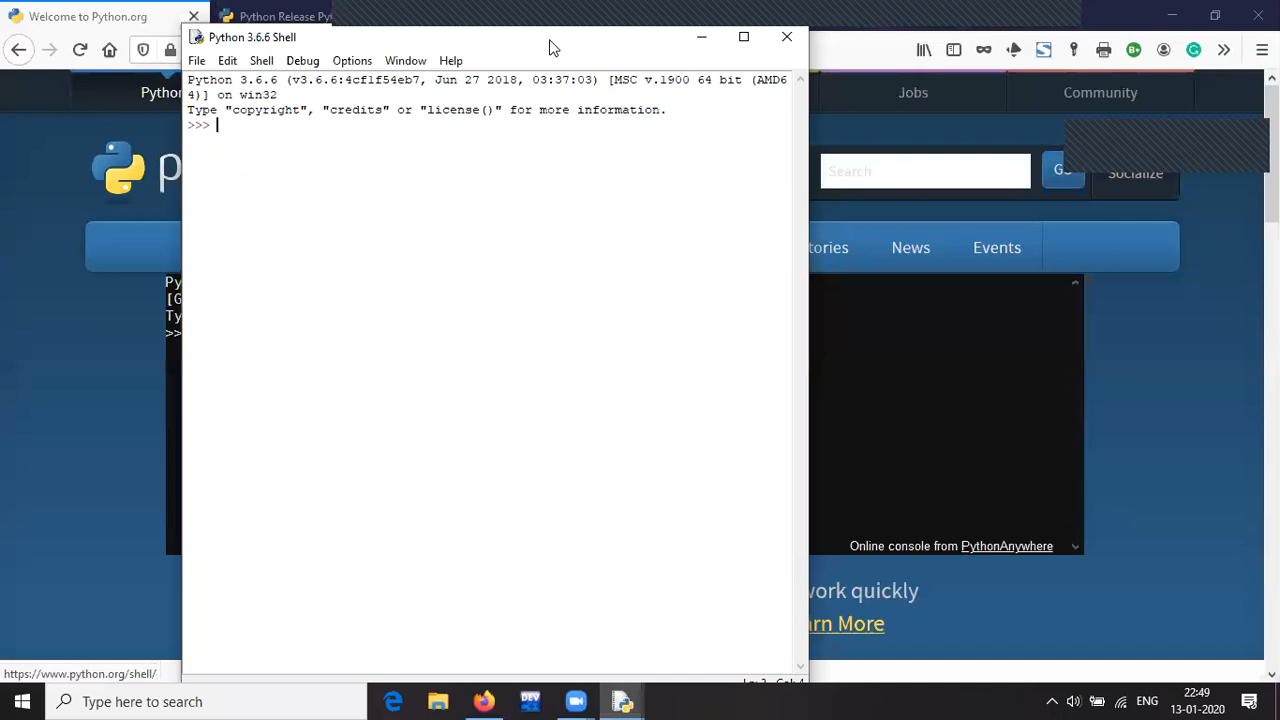 Welcome to Python.org
Python Release Pyt
Python 3.6.6 Shell
File Edit Shell Debug Options Window Help
Python 3.6.6 (v3.6.6:4cf1f54eb7, Jun 27 2018, 03:37:03) [MSC v.1900 64 bit (AMD6
4)] on win32
Type "copyright", "credits" or "license()" for more information.
>>>
Jobs
Community
Search
Socialize
News
Events
>>
Online console from PythonAnywhere
work quickly
https://www.python.org/shell/
Type here to search
DEV
ENG
22:49
13-01-2020